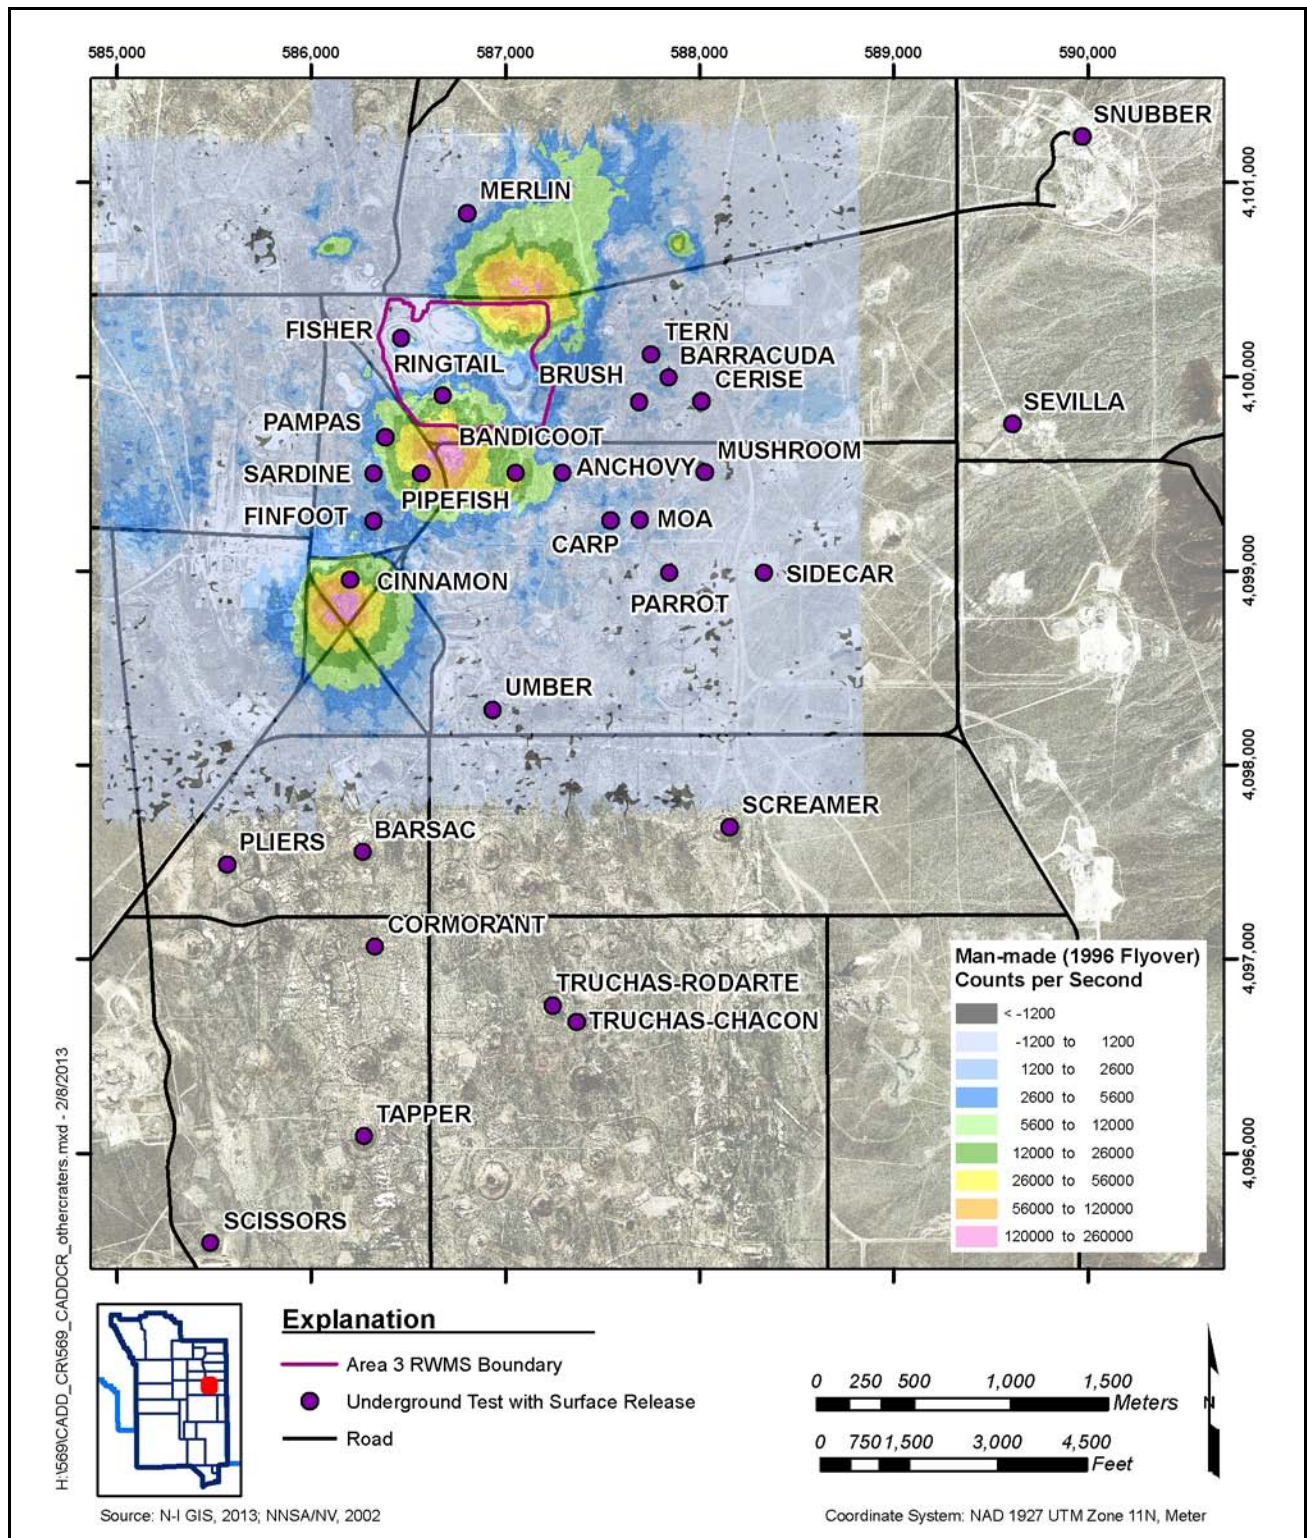 585,000 586,000 587,000 588,000 589,000 590,000
SNUBBER
4,101,000
MERLIN
FISHER
TERN
RINGTAIL
BRUSH
BARRACUDA
CERISE
4,100,000
SEVILLA
PAMPAS
BANDICOOT
MUSHROOM
SARDINE
ANCHOVY
PIPEFISH
FINFOOT
MOA
CARP
4,099,000
CINNAMON
SIDECAR
PARROT
UMBER
4,098,000
SCREAMER
PLIERS
BARSAC
CORMORANT
4,097,000
TRUCHAS-RODARTE
TRUCHAS-CHACON
TAPPER
4,096,000
SCISSORS
Man-made (1996 Flyover)
Counts per Second
< -1200
-1200 to 1200
1200 to 2600
2600 to 5600
5600 to 12000
12000 to 26000
26000 to 56000
56000 to 120000
120000 to 260000
H:\569\CADD_CR\569_CADDCR_othercraters.mxd - 2/8/2013
Explanation
Area 3 RWMS Boundary
Underground Test with Surface Release
Road
0 250 500 1,000 1,500
Meters
0 750 1,500 3,000 4,500
Feet
N
Source: N-I GIS, 2013; NNSA/NV, 2002
Coordinate System: NAD 1927 UTM Zone 11N, Meter